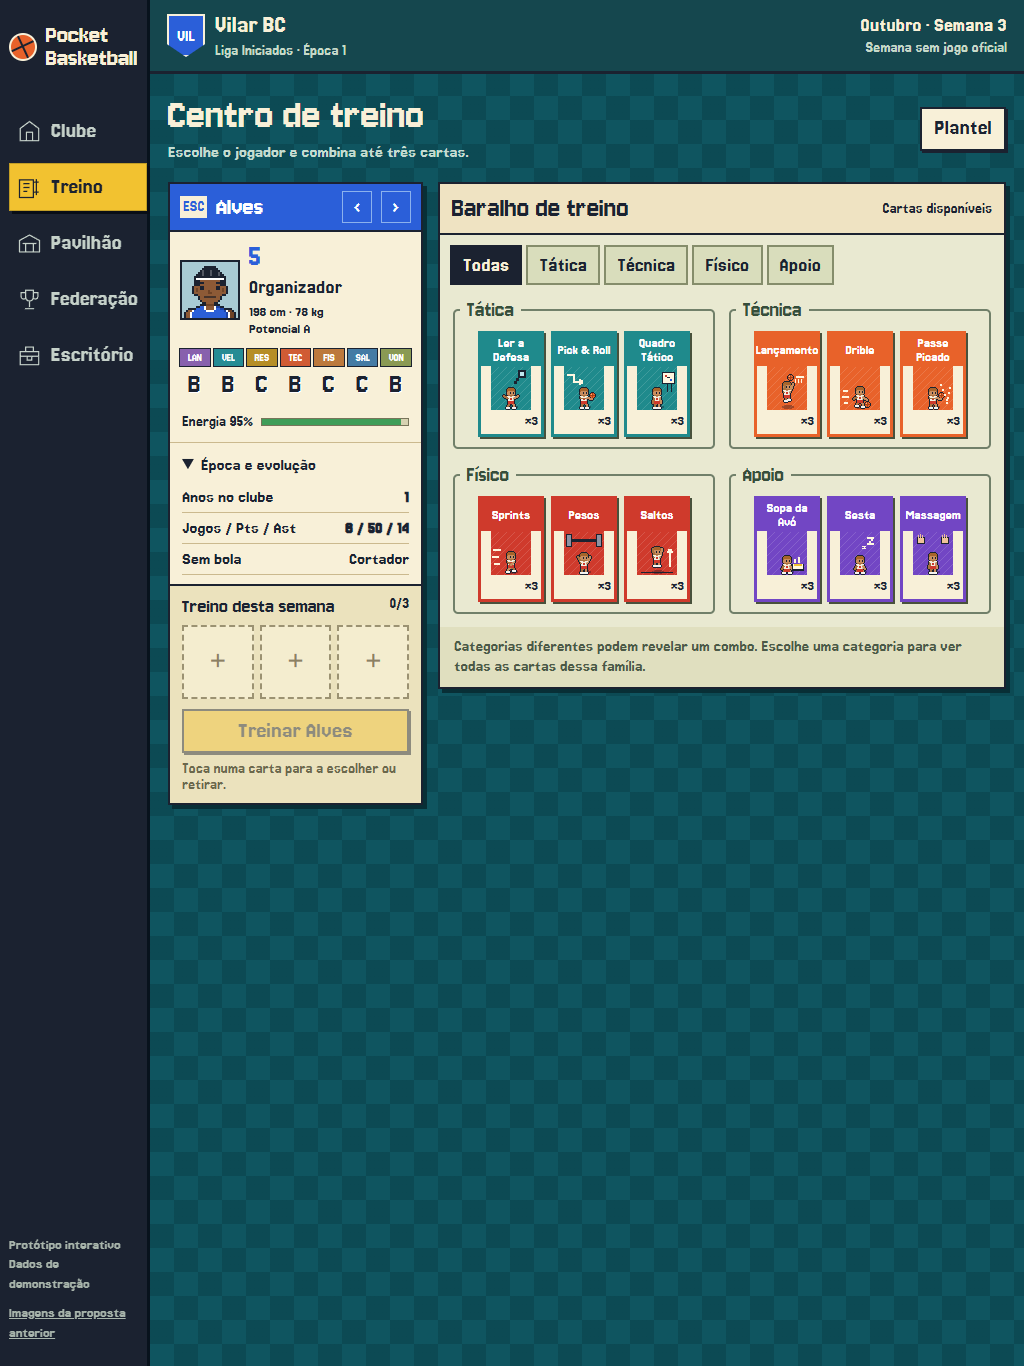 Pocket
Basketball
Clube
Treino
Pavilhão
Federação
Escritório
Protótipo interativo
Dados de
demonstração
Imagens da proposta
anterior
VIL
Vilar BC
Liga Iniciados · Época 1
Outubro · Semana 3
Semana sem jogo oficial
Centro de treino
Escolhe o jogador e combina até três cartas.
Plantel
ESC Alves
5
Organizador
198 cm · 78 kg
Potencial A
LAN VEL RES TEC FIS SAL VON
B B C B C C B
Energia 95%
Época e evolução
Anos no clube 1
Jogos / Pts / Ast 8 / 50 / 14
Sem bola Cortador
Treino desta semana 0/3
+ + +
Treinar Alves
Toca numa carta para a escolher ou
retirar.
Baralho de treino
Cartas disponíveis
Todas Tática Técnica Físico Apoio
Tática
Ler a
Defesa
×3
Pick & Roll
×3
Quadro
Tático
×3
Técnica
Lançamento
×3
Drible
×3
Passe
Picado
×3
Físico
Sprints
×3
Pesos
×3
Saltos
×3
Apoio
Sopa da
Avó
×3
Sesta
×3
Massagem
×3
Categorias diferentes podem revelar um combo. Escolhe uma categoria para ver
todas as cartas dessa família.